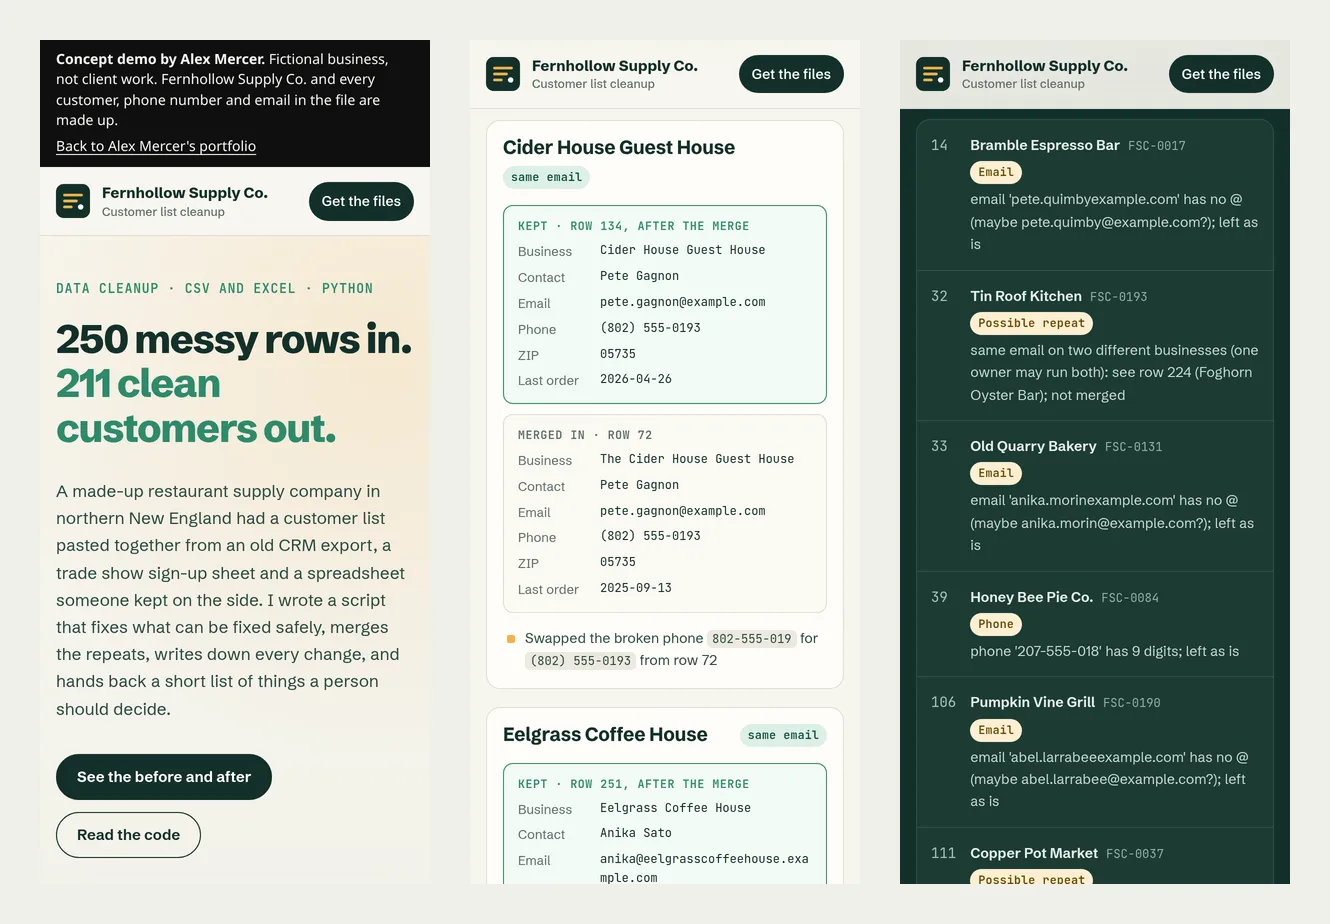 Concept demo by Alex Mercer. Fictional business,
not client work. Fernhollow Supply Co. and every
customer, phone number and email in the file are
made up.
Back to Alex Mercer's portfolio
Fernhollow Supply Co.
Customer list cleanup
Get the files
DATA CLEANUP · CSV AND EXCEL · PYTHON
250 messy rows in.
211 clean
customers out.
A made-up restaurant supply company in
northern New England had a customer list
pasted together from an old CRM export, a
trade show sign-up sheet and a spreadsheet
someone kept on the side. I wrote a script
that fixes what can be fixed safely, merges
the repeats, writes down every change, and
hands back a short list of things a person
should decide.
See the before and after
Read the code
Fernhollow Supply Co.
Customer list cleanup
Get the files
Cider House Guest House
same email
KEPT · ROW 134, AFTER THE MERGE
Business Cider House Guest House
Contact Pete Gagnon
Email pete.gagnon@example.com
Phone (802) 555-0193
ZIP 05735
Last order 2026-04-26
MERGED IN · ROW 72
Business The Cider House Guest House
Contact Pete Gagnon
Email pete.gagnon@example.com
Phone (802) 555-0193
ZIP 05735
Last order 2025-09-13
Swapped the broken phone 802-555-019 for
(802) 555-0193 from row 72
Eelgrass Coffee House same email
KEPT · ROW 251, AFTER THE MERGE
Business Eelgrass Coffee House
Contact Anika Sato
Email anika@eelgrasscoffeehouse.exa
mple.com
Fernhollow Supply Co.
Customer list cleanup
Get the files
14 Bramble Espresso Bar FSC-0017
Email
email 'pete.quimbyexample.com' has no @
(maybe pete.quimby@example.com?); left as
is
32 Tin Roof Kitchen FSC-0193
Possible repeat
same email on two different businesses (one
owner may run both): see row 224 (Foghorn
Oyster Bar); not merged
33 Old Quarry Bakery FSC-0131
Email
email 'anika.morinexample.com' has no @
(maybe anika.morin@example.com?); left as
is
39 Honey Bee Pie Co. FSC-0084
Phone
phone '207-555-018' has 9 digits; left as is
106 Pumpkin Vine Grill FSC-0190
Email
email 'abel.larrabeeexample.com' has no @
(maybe abel.larrabee@example.com?); left
as is
111 Copper Pot Market FSC-0037
Possible repeat